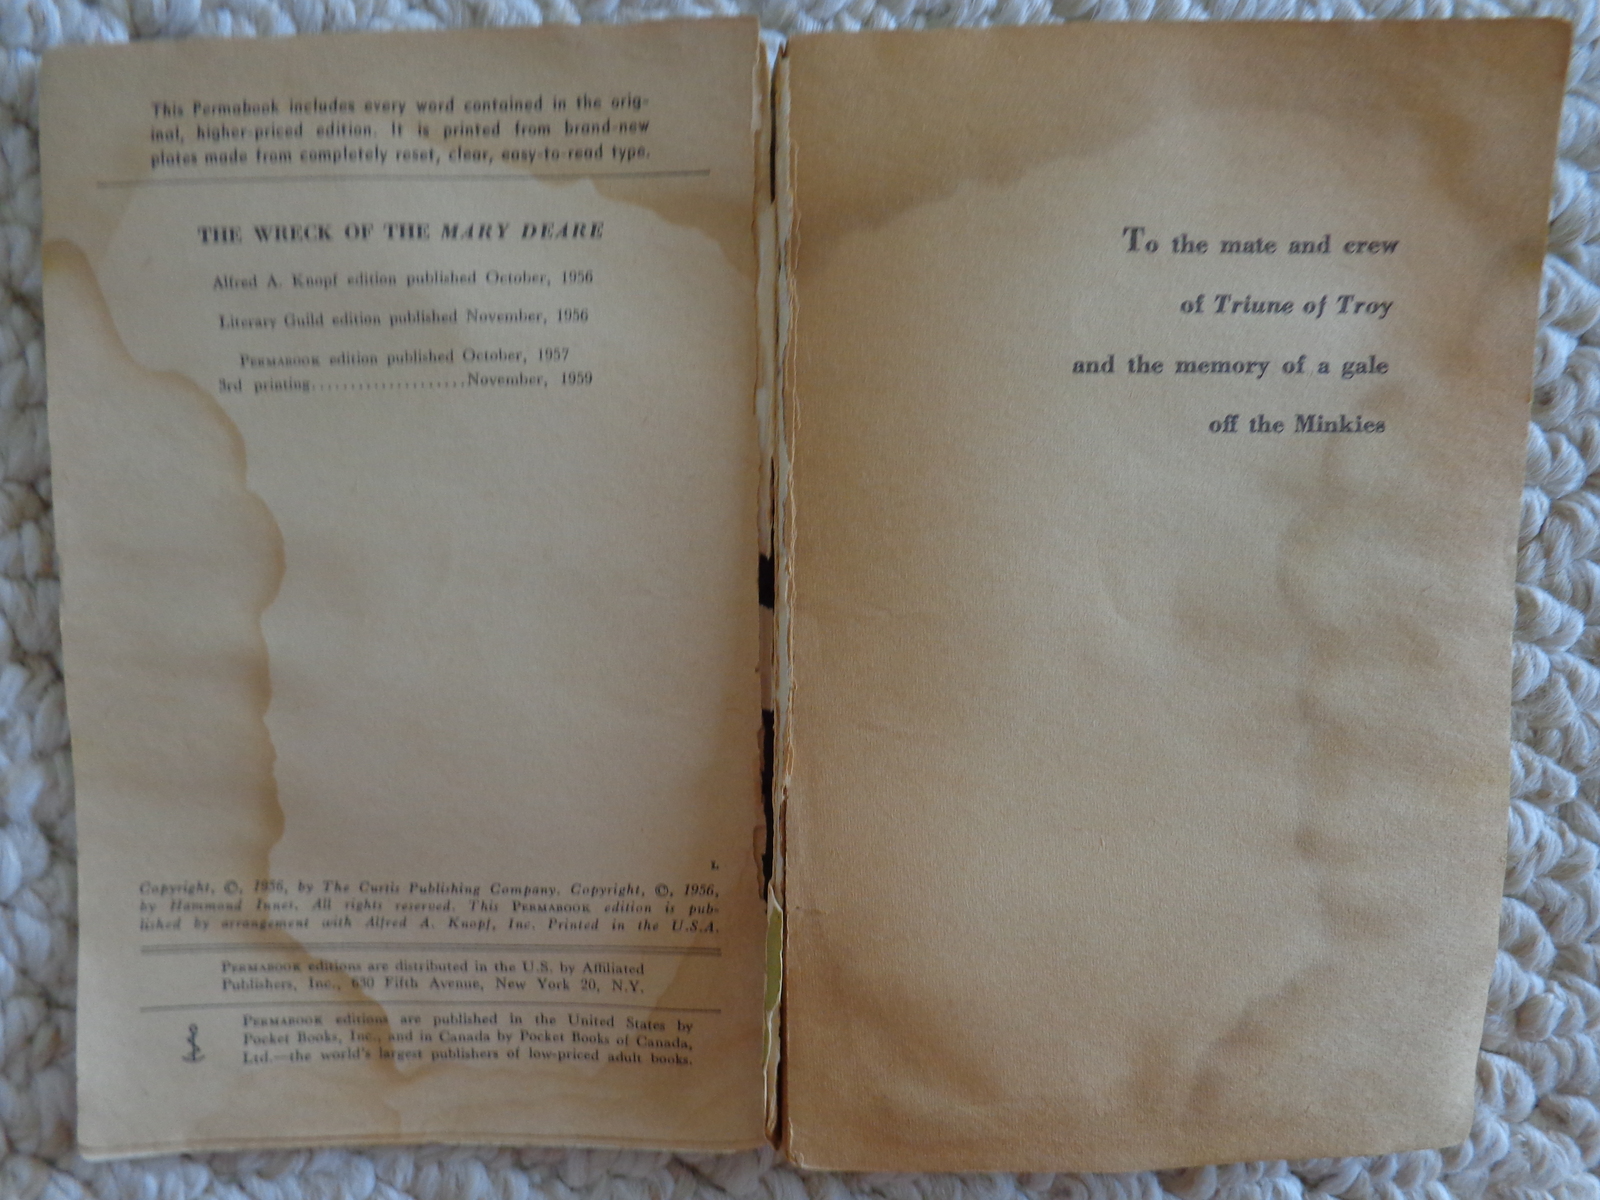 This Permabook includes every word contained in the orig-
inal, higher-priced edition. It is printed from brand-new
plates made from completely reset, clear, easy-to-read type.
THE WRECK OF THE MARY DEARE
Alfred A. Knopf edition published October, 1956
Literary Guild edition published November, 1956
PERMABOOK edition published October, 1957
3rd printing.....................November, 1959
L
Copyright, ©, 1956, by The Curtis Publishing Company. Copyright, ©, 1956,
by Hammond Innes. All rights reserved. This PERMABOOK edition is pub-
lished by arrangement with Alfred A. Knopf, Inc. Printed in the U.S.A.
PERMABOOK editions are distributed in the U.S. by Affiliated
Publishers, Inc., 630 Fifth Avenue, New York 20, N.Y.
PERMABOOK editions are published in the United States by
Pocket Books, Inc., and in Canada by Pocket Books of Canada,
Ltd.—the world's largest publishers of low-priced adult books.
To the mate and crew
of Triune of Troy
and the memory of a gale
off the Minkies